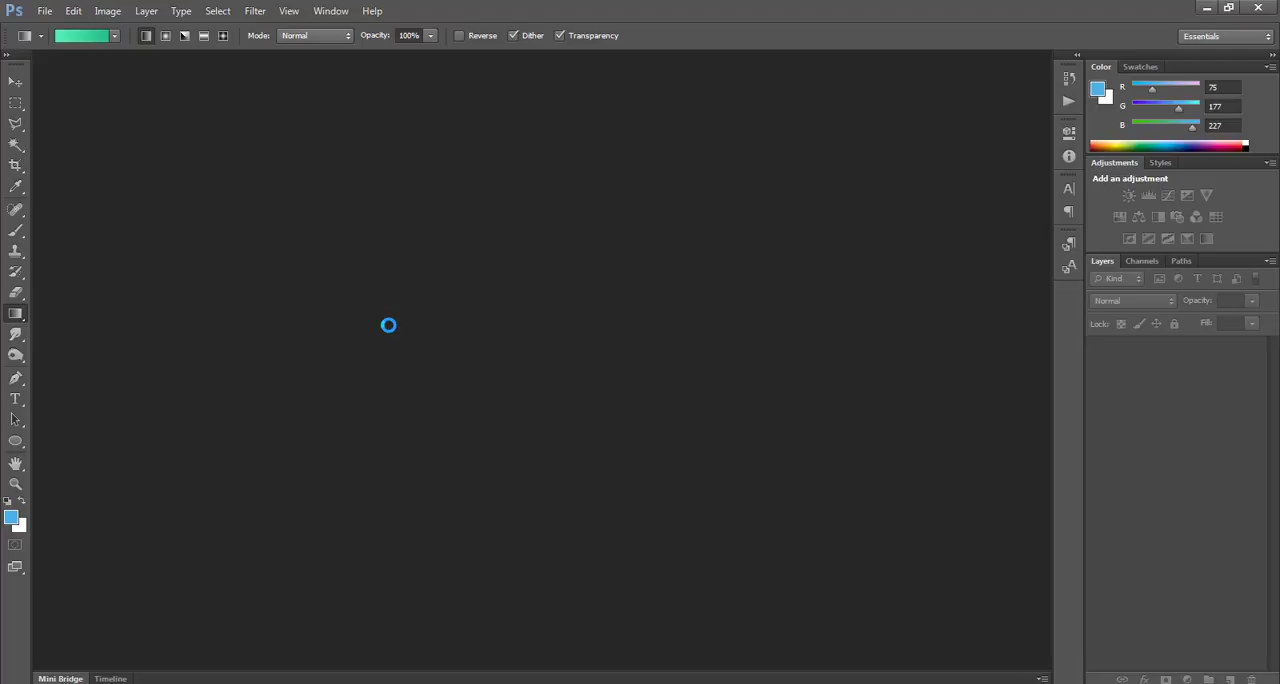 Ps File Edit Image Layer Type Select Filter View Window Help
Mode: Normal Opacity: 100% Reverse Dither Transparency Essentials
Color Swatches
R 75
G 177
B 227
Adjustments Styles
Add an adjustment
Layers Channels Paths
Kind
Normal Opacity:
Lock: Fill:
Mini Bridge Timeline